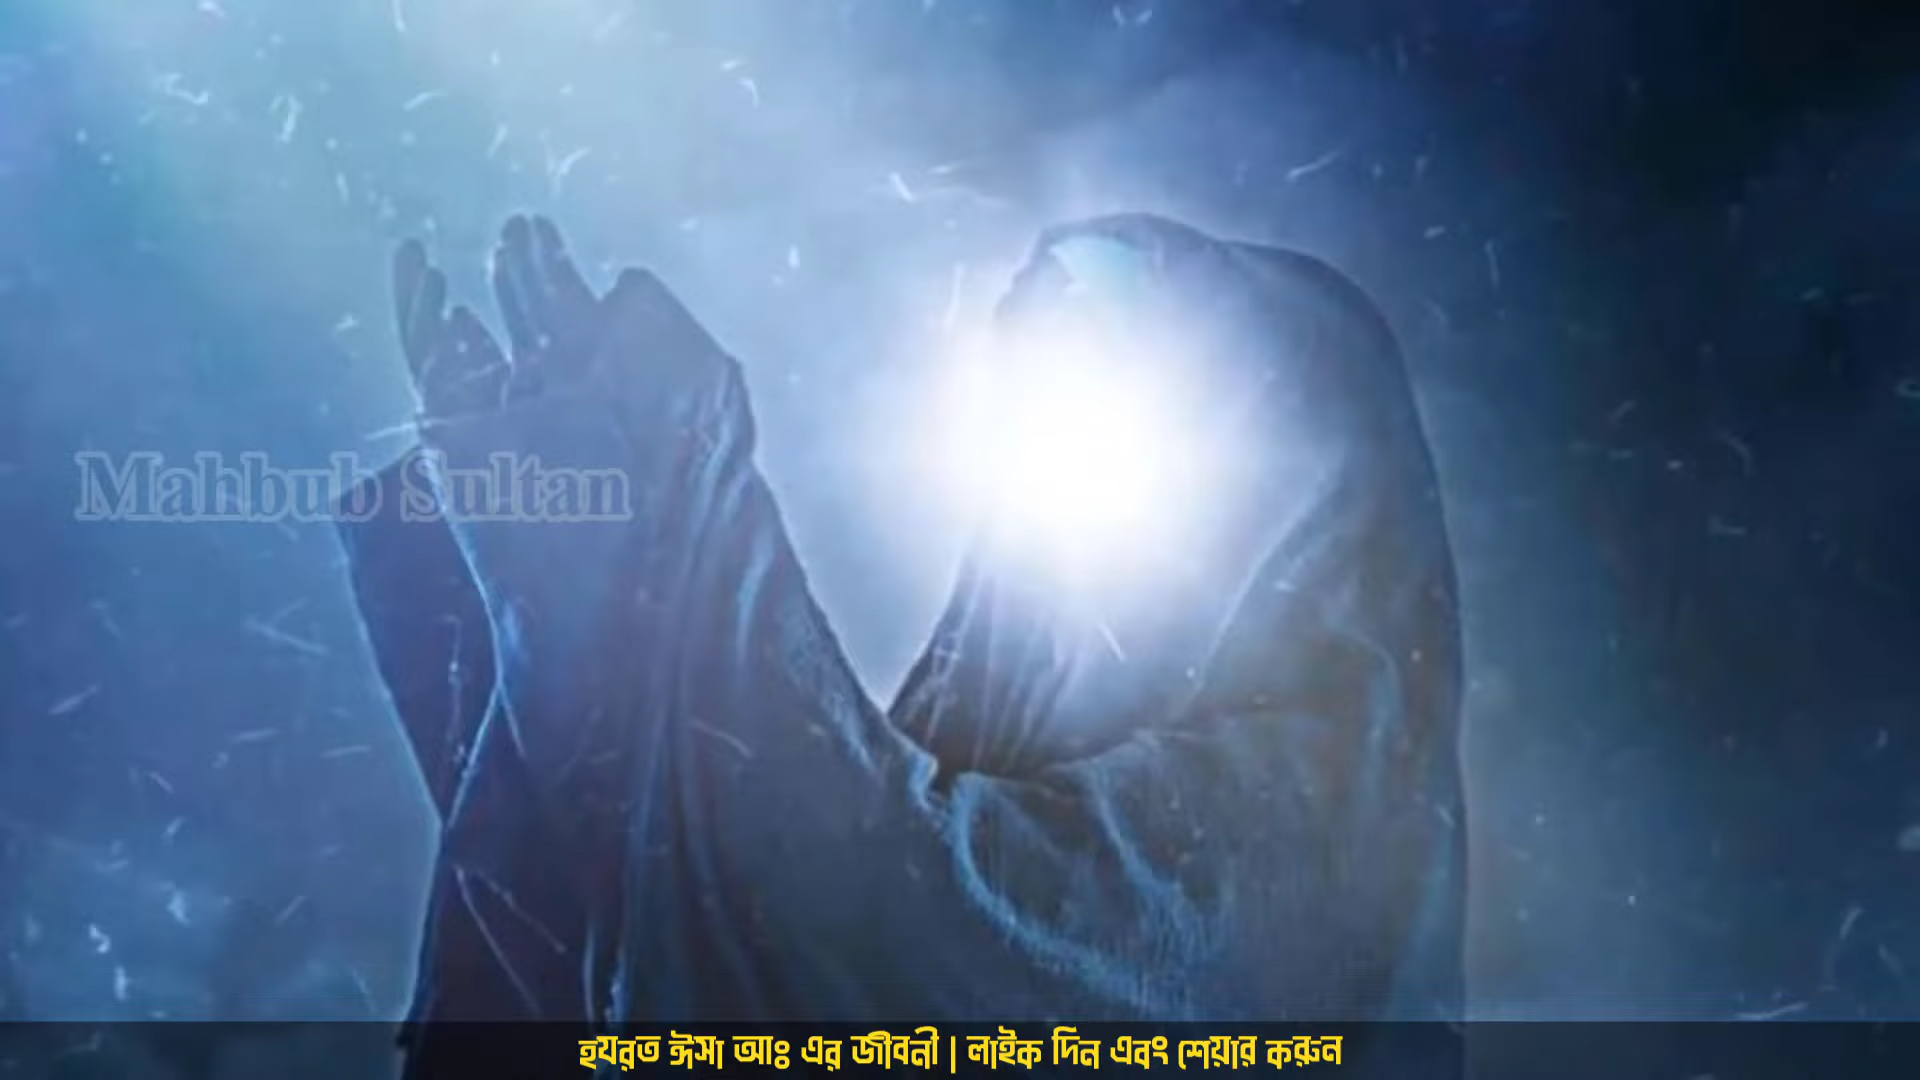 Mahbub Sultan
হযরত ঈসা আঃ এর জীবনী | লাইক দিন এবং শেয়ার করুন